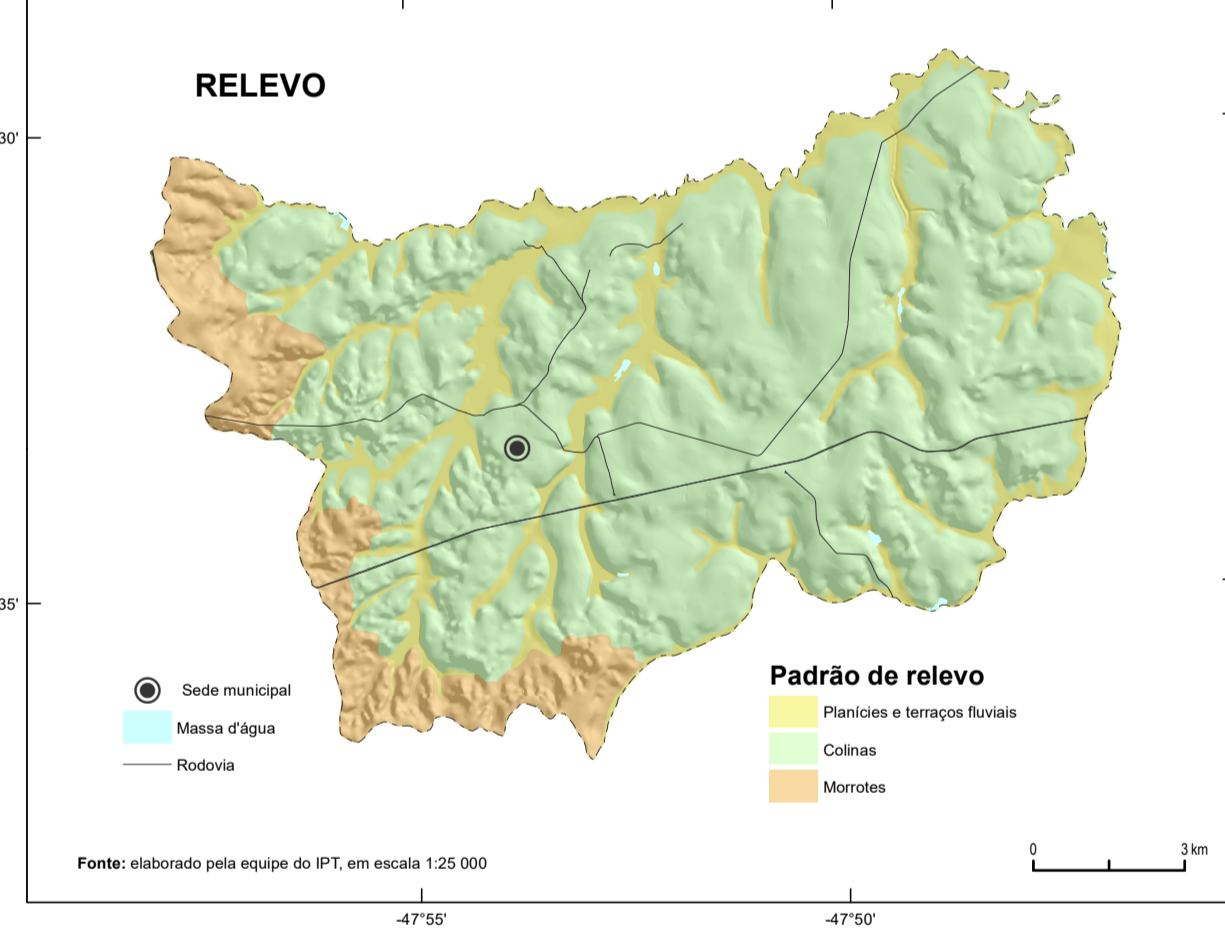 RELEVO
30'
35'
Sede municipal
Massa d'água
Rodovia
Padrão de relevo
Planícies e terraços fluviais
Colinas
Morrotes
Fonte: elaborado pela equipe do IPT, em escala 1:25 000
0 3 km
-47°55' -47°50'